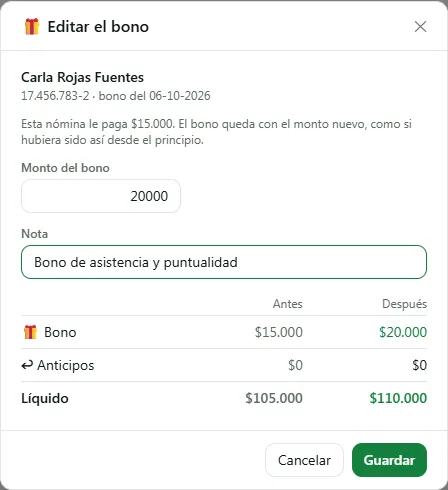 Editar el bono
Carla Rojas Fuentes
17.456.783-2 · bono del 06-10-2026
Esta nómina le paga $15.000. El bono queda con el monto nuevo, como si
hubiera sido así desde el principio.
Monto del bono
20000
Nota
Bono de asistencia y puntualidad
Antes Después
Bono $15.000 $20.000
Anticipos $0 $0
Líquido $105.000 $110.000
Cancelar Guardar